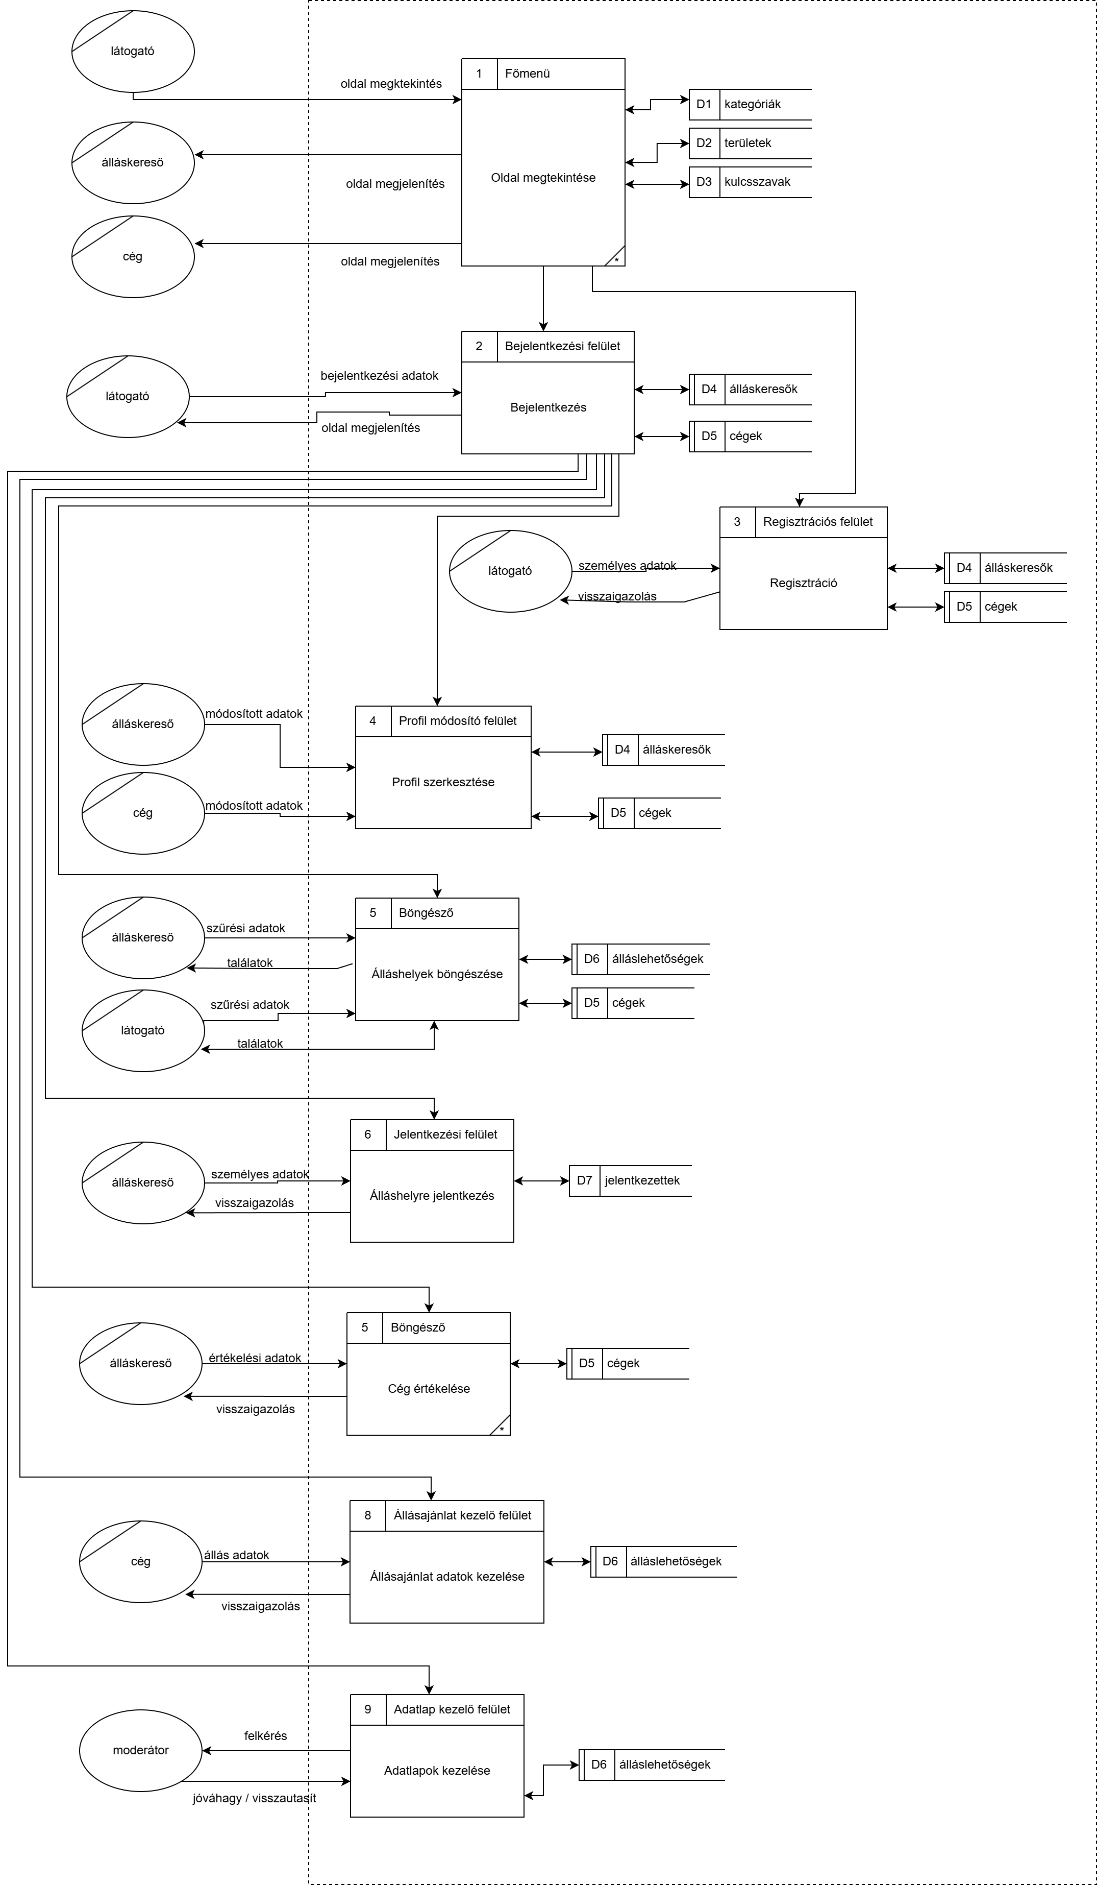 látogató
oldal megktekintés
1 Főmenü
Oldal megtekintése
*
D1 kategóriák
D2 területek
D3 kulcsszavak
álláskereső
oldal megjelenítés
cég
oldal megjelenítés
2 Bejelentkezési felület
Bejelentkezés
látogató
bejelentkezési adatok
oldal megjelenítés
D4 álláskeresők
D5 cégek
3 Regisztrációs felület
Regisztráció
látogató
személyes adatok
visszaigazolás
D4 álláskeresők
D5 cégek
álláskereső
módosított adatok
cég
módosított adatok
4 Profil módosító felület
Profil szerkesztése
D4 álláskeresők
D5 cégek
álláskereső
szűrési adatok
találatok
látogató
szűrési adatok
találatok
5 Böngésző
Álláshelyek böngészése
D6 álláslehetőségek
D5 cégek
álláskereső
személyes adatok
visszaigazolás
6 Jelentkezési felület
Álláshelyre jelentkezés
D7 jelentkezettek
álláskereső
értékelési adatok
visszaigazolás
5 Böngésző
Cég értékelése
*
D5 cégek
cég
állás adatok
visszaigazolás
8 Állásajánlat kezelő felület
Állásajánlat adatok kezelése
D6 álláslehetőségek
moderátor
felkérés
jóváhagy / visszautasít
9 Adatlap kezelő felület
Adatlapok kezelése
D6 álláslehetőségek